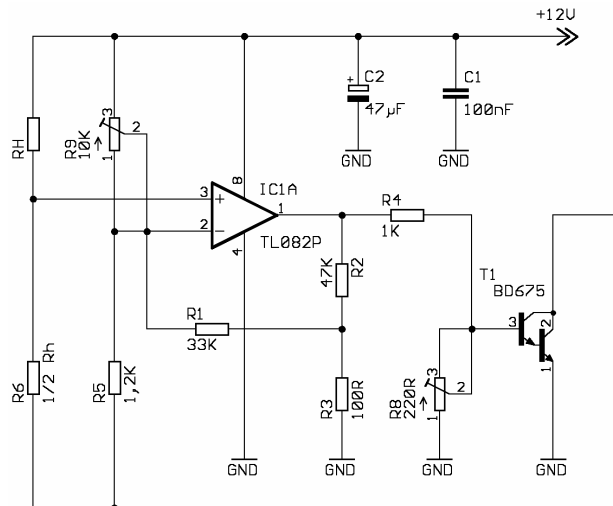 +12V
C2
+
47µF
GND
C1
100nF
GND
RH
R9
10K
3
2
1
8
IC1A
3
+
2
−
1
4
TL082P
R4
1K
47K
R2
T1
BD675
3
2
1
R1
33K
R6
1/2 Rh
R5
1,2K
R3
100R
R8
220R
3
2
1
GND
GND
GND
GND